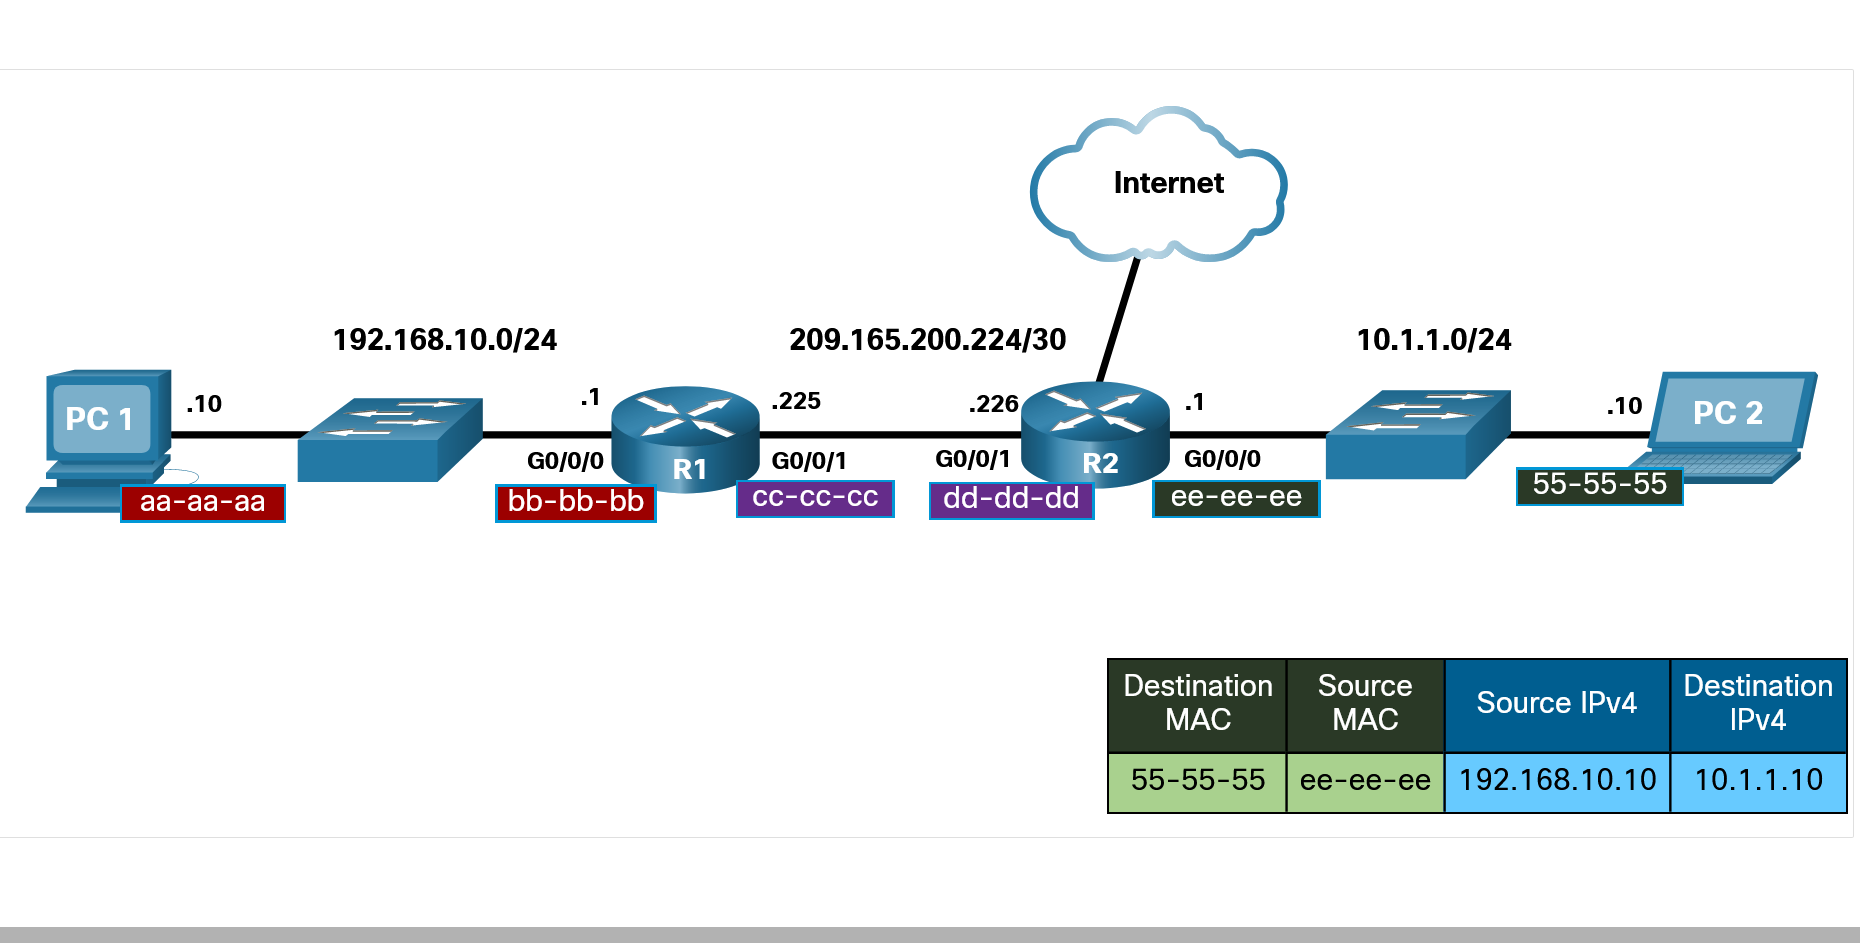 Internet
192.168.10.0/24
209.165.200.224/30
10.1.1.0/24
PC 1
.10
.1
.225
.226
.1
.10
PC 2
G0/0/0
R1
G0/0/1
G0/0/1
R2
G0/0/0
aa-aa-aa
bb-bb-bb
cc-cc-cc
dd-dd-dd
ee-ee-ee
55-55-55
Destination
MAC
Source
MAC
Source IPv4
Destination
IPv4
55-55-55
ee-ee-ee
192.168.10.10
10.1.1.10